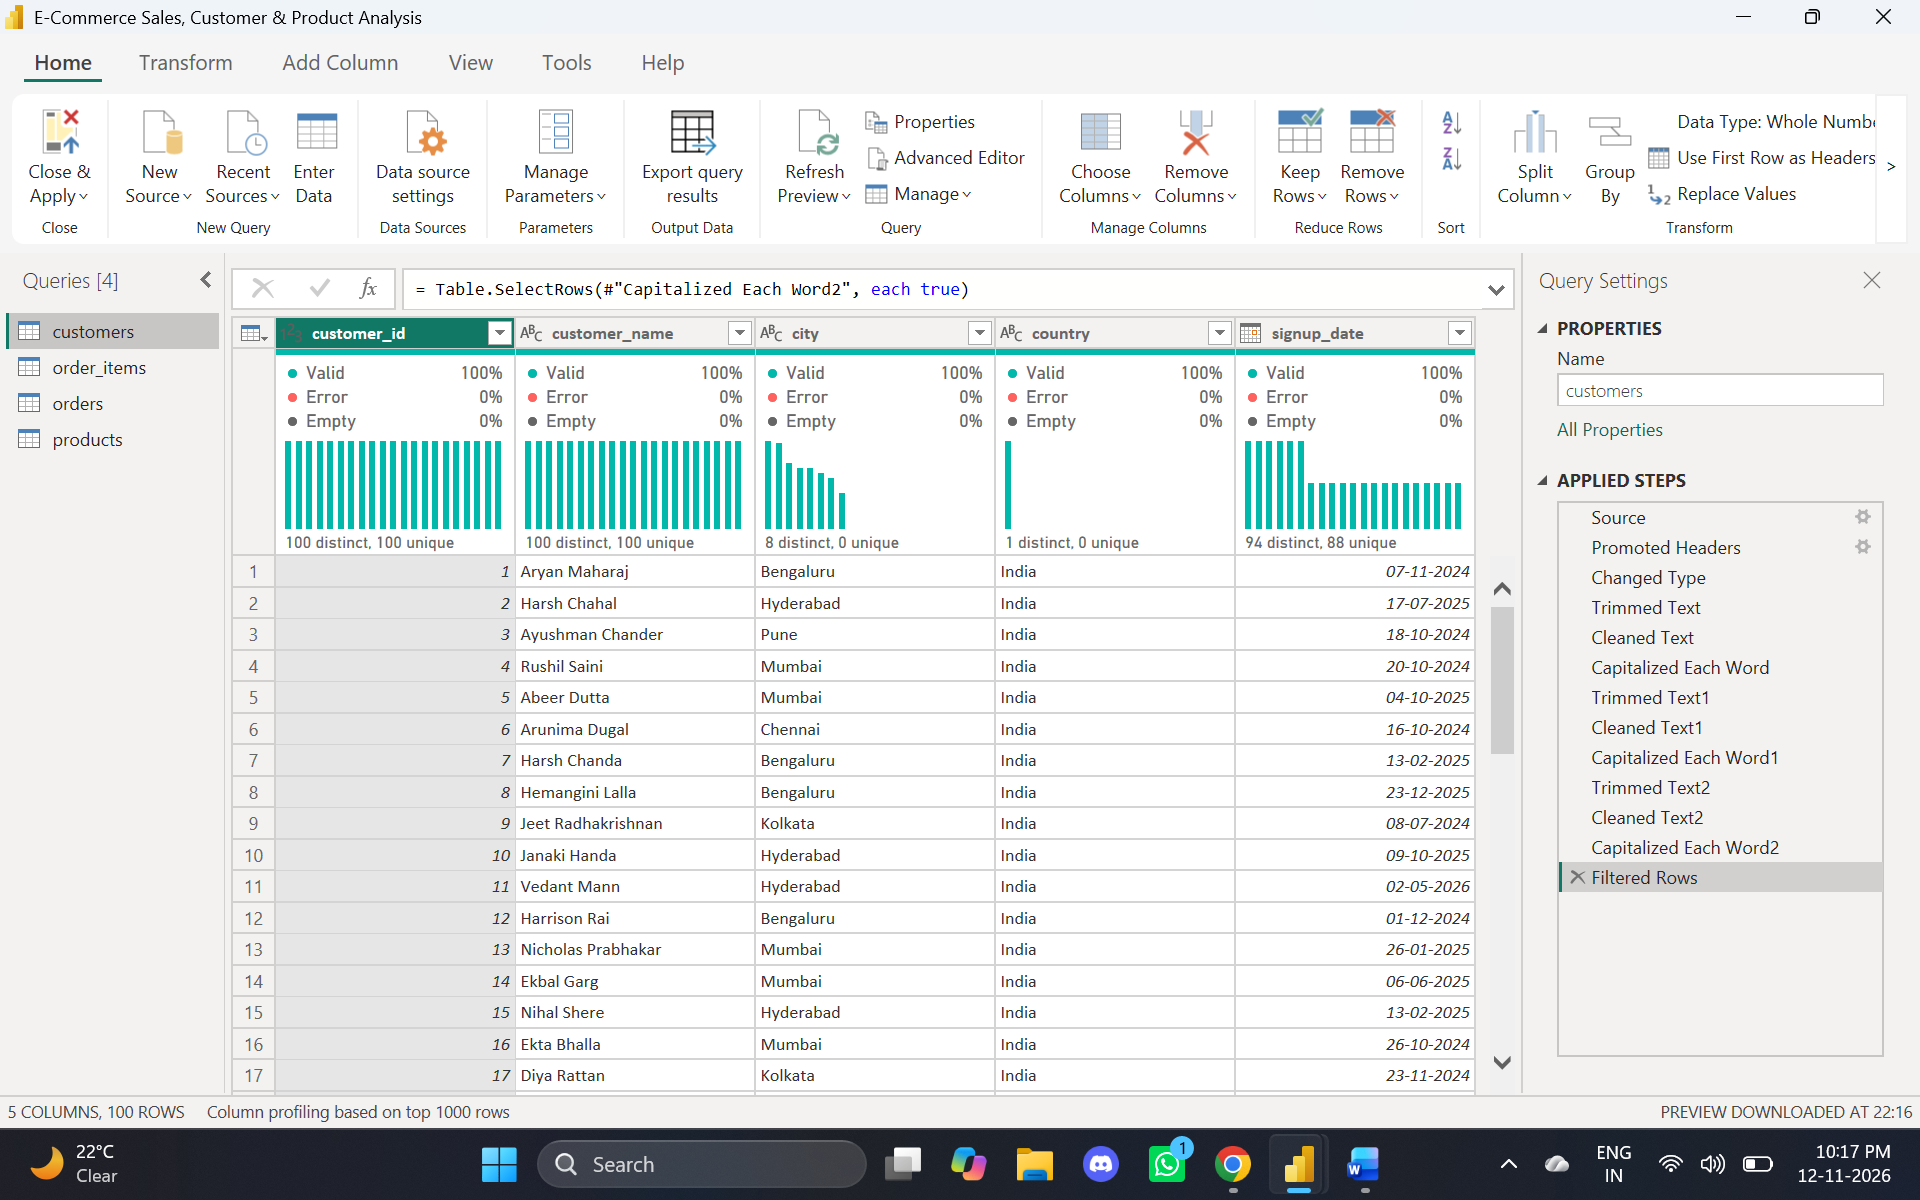 E-Commerce Sales, Customer & Product Analysis
Home Transform Add Column View Tools Help
Close & Apply
Close
New Source
Recent Sources
Enter Data
New Query
Data source settings
Data Sources
Manage Parameters
Parameters
Export query results
Output Data
Refresh Preview
Properties
Advanced Editor
Manage
Query
Choose Columns
Remove Columns
Manage Columns
Keep Rows
Remove Rows
Reduce Rows
Sort
Split Column
Group By
Data Type: Whole Numbe
Use First Row as Headers
Replace Values
Transform
Queries [4]
customers
order_items
orders
products
fx = Table.SelectRows(#"Capitalized Each Word2", each true)
123 customer_id ABC customer_name ABC city ABC country signup_date
Valid 100% Valid 100% Valid 100% Valid 100% Valid 100%
Error 0% Error 0% Error 0% Error 0% Error 0%
Empty 0% Empty 0% Empty 0% Empty 0% Empty 0%
100 distinct, 100 unique 100 distinct, 100 unique 8 distinct, 0 unique 1 distinct, 0 unique 94 distinct, 88 unique
1 1 Aryan Maharaj Bengaluru India 07-11-2024
2 2 Harsh Chahal Hyderabad India 17-07-2025
3 3 Ayushman Chander Pune India 18-10-2024
4 4 Rushil Saini Mumbai India 20-10-2024
5 5 Abeer Dutta Mumbai India 04-10-2025
6 6 Arunima Dugal Chennai India 16-10-2024
7 7 Harsh Chanda Bengaluru India 13-02-2025
8 8 Hemangini Lalla Bengaluru India 23-12-2025
9 9 Jeet Radhakrishnan Kolkata India 08-07-2024
10 10 Janaki Handa Hyderabad India 09-10-2025
11 11 Vedant Mann Hyderabad India 02-05-2026
12 12 Harrison Rai Bengaluru India 01-12-2024
13 13 Nicholas Prabhakar Mumbai India 26-01-2025
14 14 Ekbal Garg Mumbai India 06-06-2025
15 15 Nihal Shere Hyderabad India 13-02-2025
16 16 Ekta Bhalla Mumbai India 26-10-2024
17 17 Diya Rattan Kolkata India 23-11-2024
Query Settings
PROPERTIES
Name
customers
All Properties
APPLIED STEPS
Source
Promoted Headers
Changed Type
Trimmed Text
Cleaned Text
Capitalized Each Word
Trimmed Text1
Cleaned Text1
Capitalized Each Word1
Trimmed Text2
Cleaned Text2
Capitalized Each Word2
Filtered Rows
5 COLUMNS, 100 ROWS Column profiling based on top 1000 rows PREVIEW DOWNLOADED AT 22:16
22°C
Clear
Search
1
ENG
IN
10:17 PM
12-11-2026